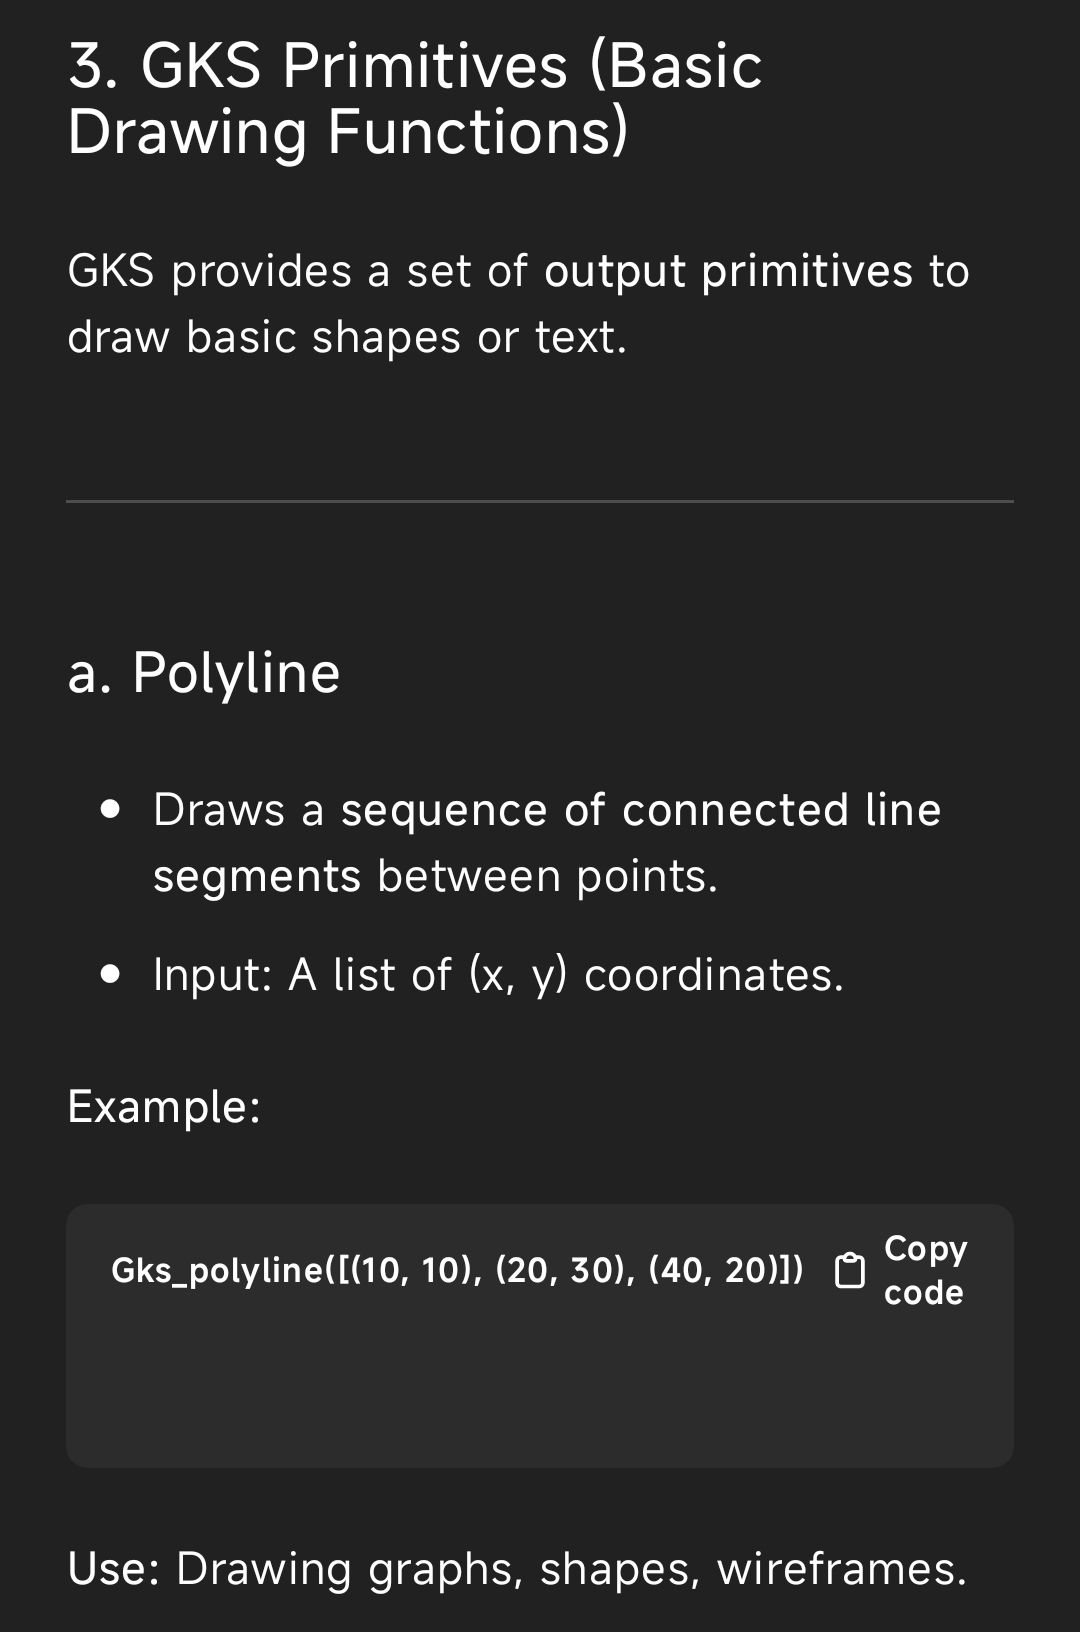 3. GKS Primitives (Basic
Drawing Functions)
GKS provides a set of output primitives to
draw basic shapes or text.
a. Polyline
• Draws a sequence of connected line
segments between points.
• Input: A list of (x, y) coordinates.
Example:
Gks_polyline([(10, 10), (20, 30), (40, 20)])
Copy
code
Use: Drawing graphs, shapes, wireframes.